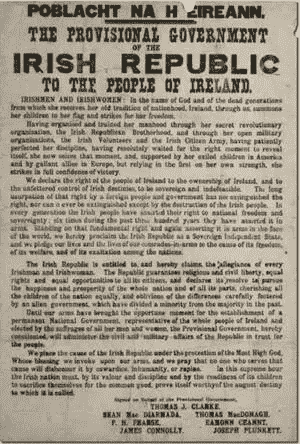 POBLACHT NA H EIREANN.
THE PROVISIONAL GOVERNMENT
OF THE
IRISH REPUBLIC
TO THE PEOPLE OF IRELAND.
IRISHMEN AND IRISHWOMEN: In the name of God and of the dead generations
from which she receives her old tradition of nationhood, Ireland, through us, summons
her children to her flag and strikes for her freedom.
Having organised and trained her manhood through her secret revolutionary
organisation, the Irish Republican Brotherhood, and through her open military
organisations, the Irish Volunteers and the Irish Citizen Army, having patiently
perfected her discipline, having resolutely waited for the right moment to reveal
itself, she now seizes that moment, and, supported by her exiled children in America
and by gallant allies in Europe, but relying in the first on her own strength, she
strikes in full confidence of victory.
We declare the right of the people of Ireland to the ownership of Ireland, and to
the unfettered control of Irish destinies, to be sovereign and indefeasible. The long
usurpation of that right by a foreign people and government has not extinguished the
right, nor can it ever be extinguished except by the destruction of the Irish people. In
every generation the Irish people have asserted their right to national freedom and
sovereignty; six times during the past three hundred years they have asserted it in
arms. Standing on that fundamental right and again asserting it in arms in the face
of the world, we hereby proclaim the Irish Republic as a Sovereign Independent State,
and we pledge our lives and the lives of our comrades-in-arms to the cause of its freedom,
of its welfare, and of its exaltation among the nations.
The Irish Republic is entitled to, and hereby claims, the allegiance of every
Irishman and Irishwoman. The Republic guarantees religious and civil liberty, equal
rights and equal opportunities to all its citizens, and declares its resolve to pursue
the happiness and prosperity of the whole nation and of all its parts, cherishing all
the children of the nation equally, and oblivious of the differences carefully fostered
by an alien government, which have divided a minority from the majority in the past.
Until our arms have brought the opportune moment for the establishment of a
permanent National Government, representative of the whole people of Ireland and
elected by the suffrages of all her men and women, the Provisional Government, hereby
constituted, will administer the civil and military affairs of the Republic in trust for
the people.
We place the cause of the Irish Republic under the protection of the Most High God,
Whose blessing we invoke upon our arms, and we pray that no one who serves that
cause will dishonour it by cowardice, inhumanity, or rapine. In this supreme hour
the Irish nation must, by its valour and discipline and by the readiness of its children
to sacrifice themselves for the common good, prove itself worthy of the august destiny
to which it is called.
Signed on Behalf of the Provisional Government,
THOMAS J. CLARKE,
SEAN Mac DIARMADA, THOMAS MacDONAGH,
P. H. PEARSE, EAMONN CEANNT,
JAMES CONNOLLY, JOSEPH PLUNKETT.